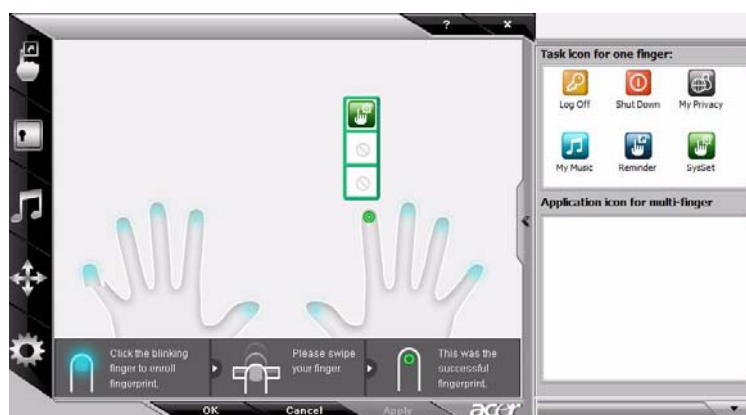 ? x
Task icon for one finger:
Log Off Shut Down My Privacy
My Music Reminder SysSet
Application icon for multi-finger
Click the blinking
finger to enroll
fingerprint.
Please swipe
your finger
This was the
successful
fingerprint.
OK Cancel Apply acer